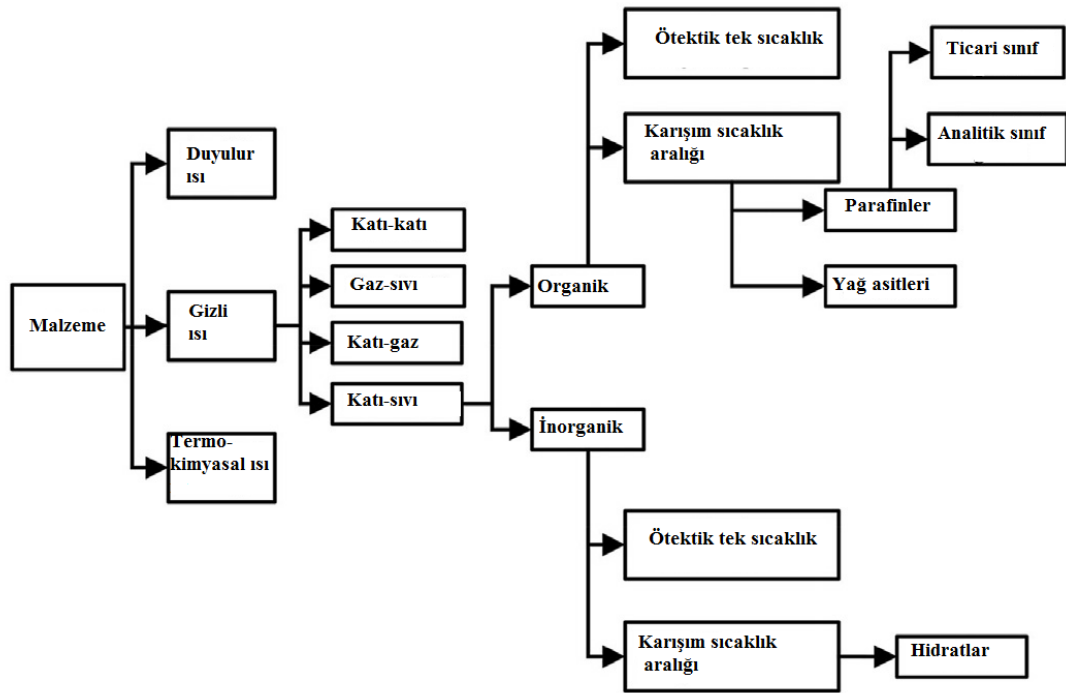 Malzeme
Duyulur
ısı
Gizli
ısı
Termo-
kimyasal ısı
Katı-katı
Gaz-sıvı
Katı-gaz
Katı-sıvı
Organik
İnorganik
Ötektik tek sıcaklık
Karışım sıcaklık
aralığı
Parafinler
Yağ asitleri
Ticari sınıf
Analitik sınıf
Ötektik tek sıcaklık
Karışım sıcaklık
aralığı
Hidratlar